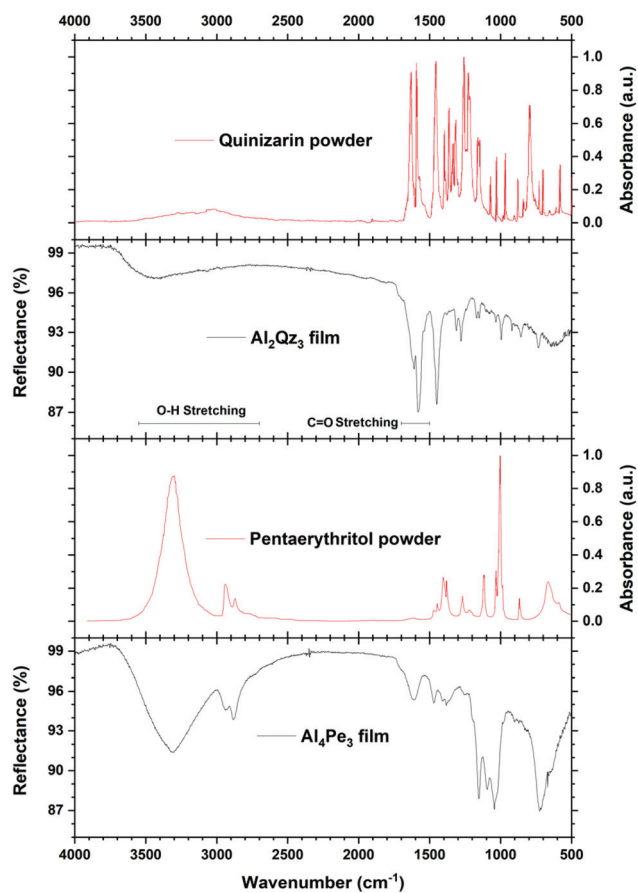 4000 3500 3000 2500 2000 1500 1000 500
1.0
0.8
0.6
0.4
0.2
0.0
Absorbance (a.u.)
Quinizarin powder
99
96
93
90
87
Reflectance (%)
Al₂Qz₃ film
O-H Stretching
C=O Stretching
1.0
0.8
0.6
0.4
0.2
0.0
Absorbance (a.u.)
Pentaerythritol powder
99
96
93
90
87
Reflectance (%)
Al₄Pe₃ film
4000 3500 3000 2500 2000 1500 1000 500
Wavenumber (cm⁻¹)